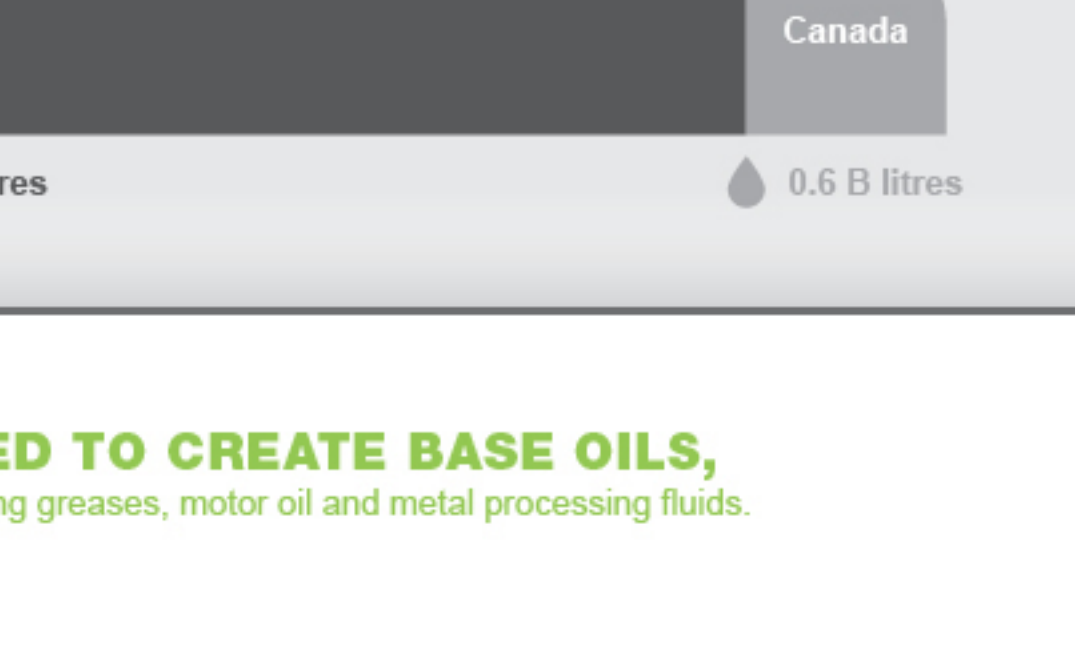 Canada
res
0.6 B litres
ED TO CREATE BASE OILS,
ng greases, motor oil and metal processing fluids.